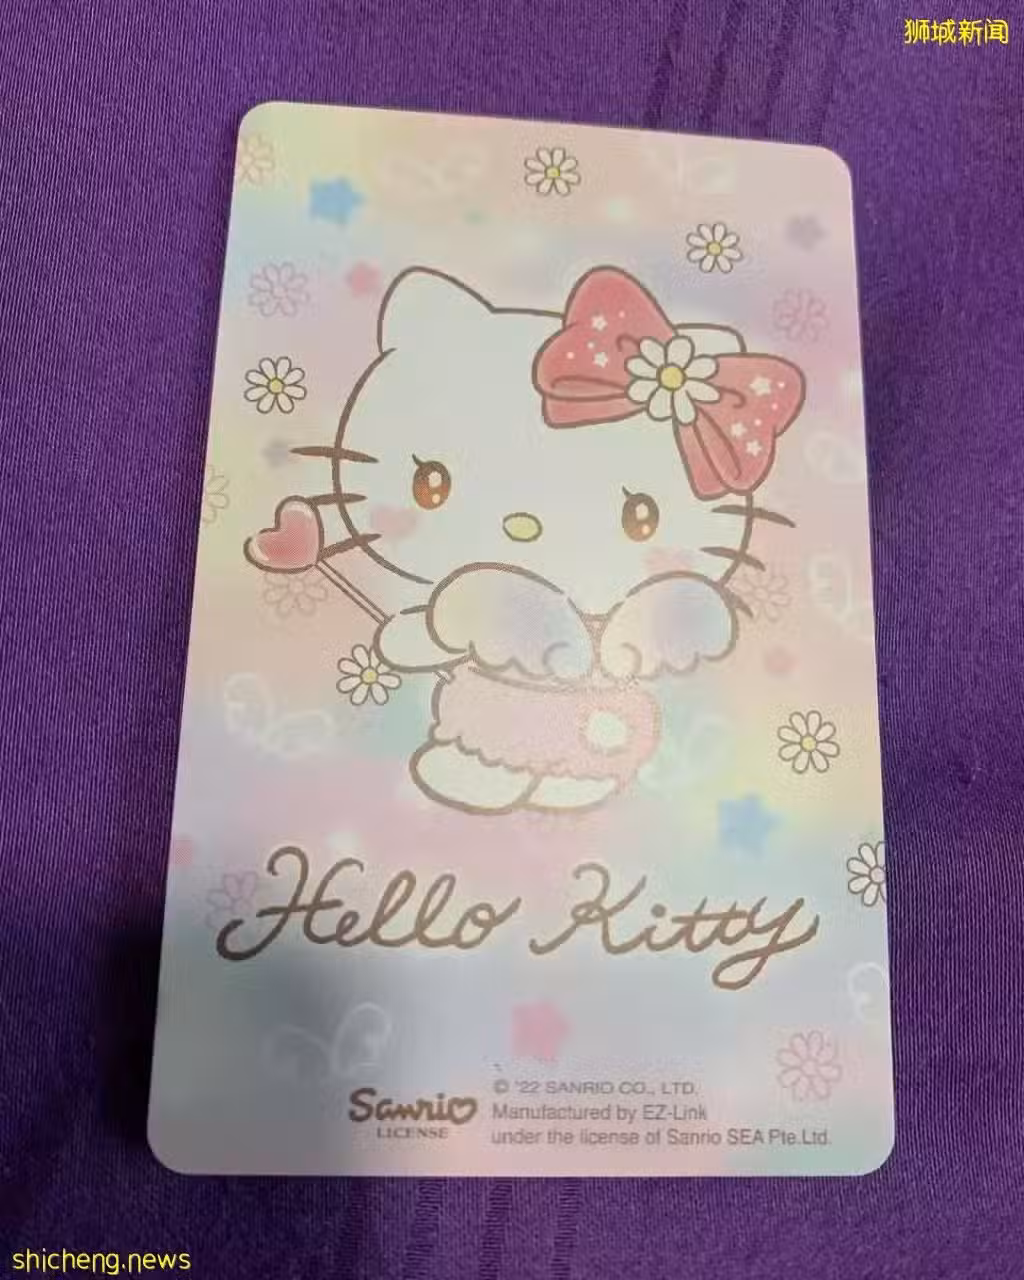 狮城新闻
Hello Kitty
Sanrio
LICENSE
© '22 SANRIO CO., LTD.
Manufactured by EZ-Link
under the license of Sanrio SEA Pte.Ltd.
shicheng.news